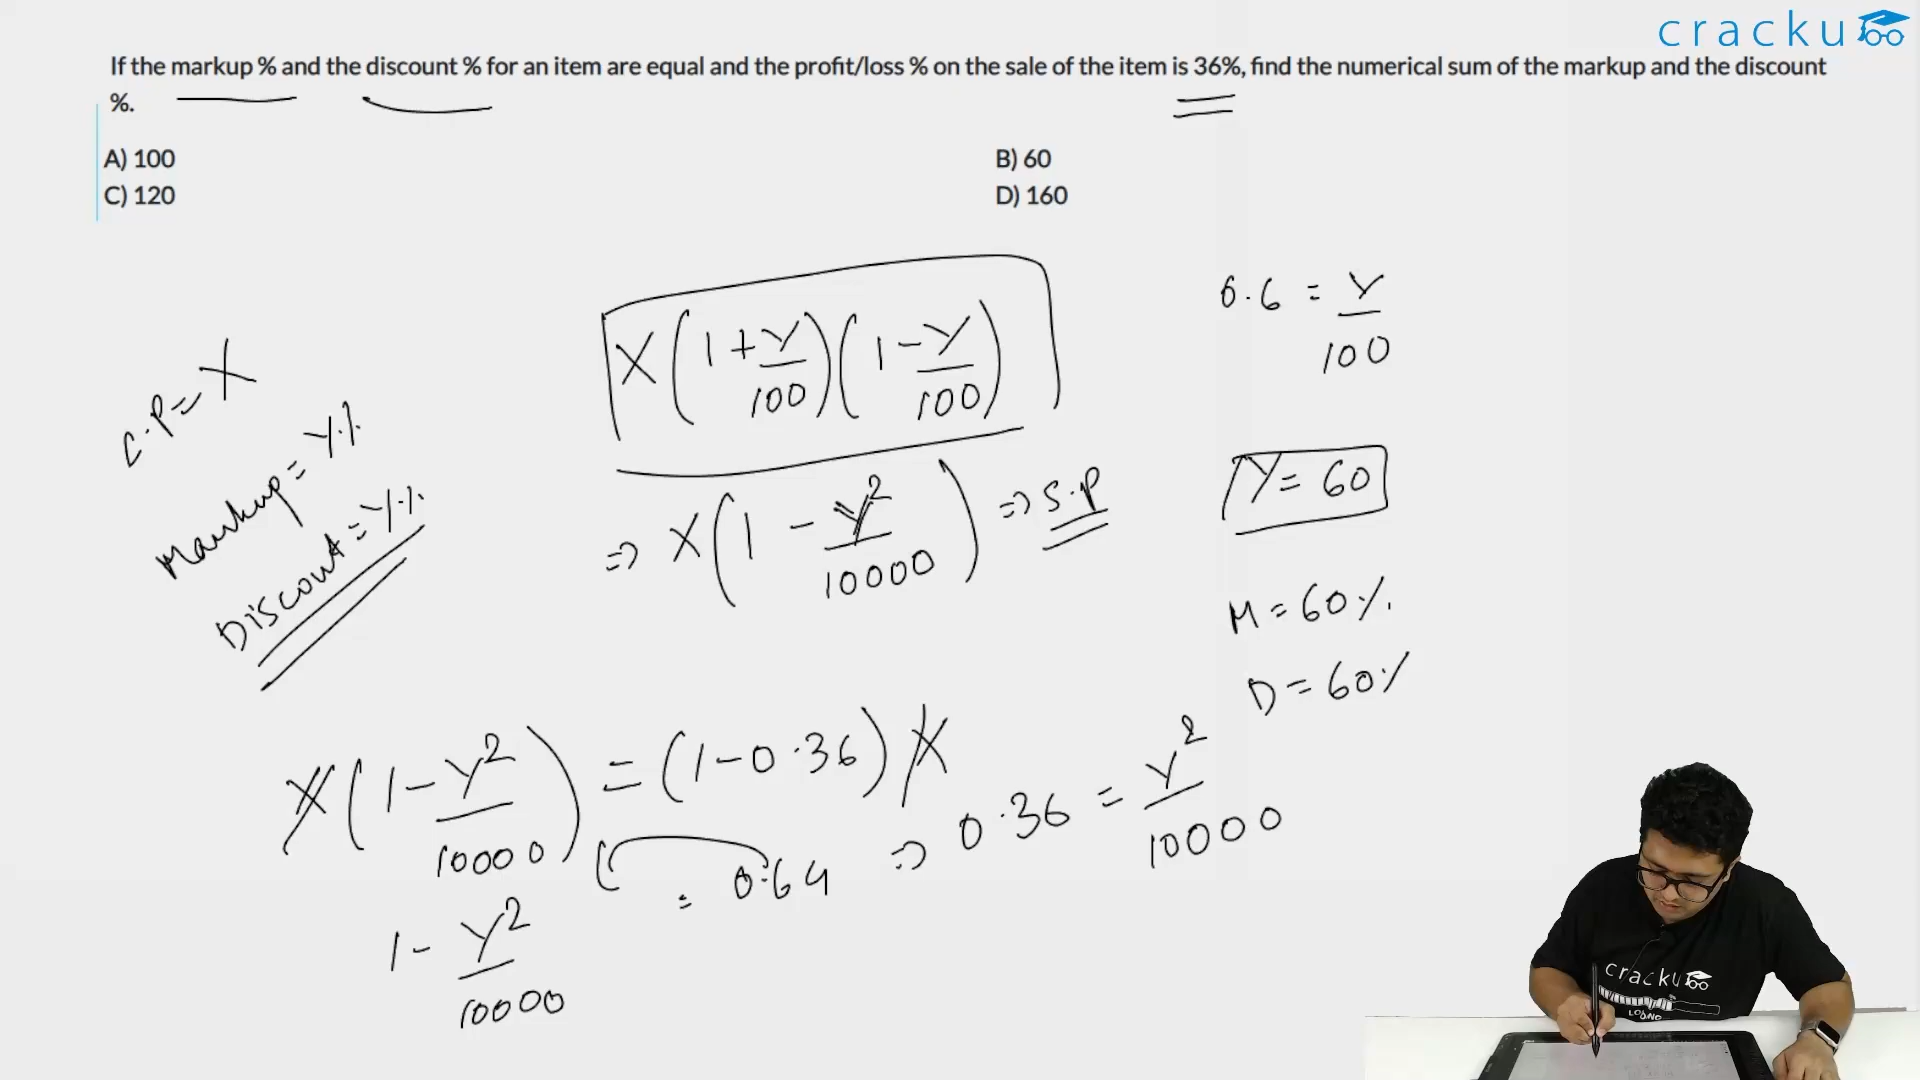 cracku
If the markup % and the discount % for an item are equal and the profit/loss % on the sale of the item is 36%, find the numerical sum of the markup and the discount
%.
A) 100
B) 60
C) 120
D) 160
C.P = X
Markup = Y%
Discount = Y%
X(1 + Y/100)(1 - Y/100)
=> X(1 - Y²/10000) => S.P
X(1 - Y²/10000) = (1 - 0.36)X
1 - Y²/10000 = 0.64 => 0.36 = Y²/10000
0.6 = Y/100
Y = 60
M = 60%.
D = 60%
cracku